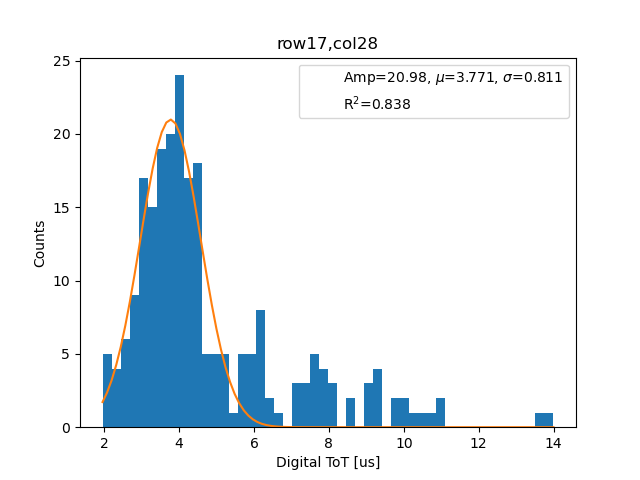 row17,col28
Amp=20.98, μ=3.771, σ=0.811
R²=0.838
25
20
15
10
5
0
Counts
2 4 6 8 10 12 14
Digital ToT [us]